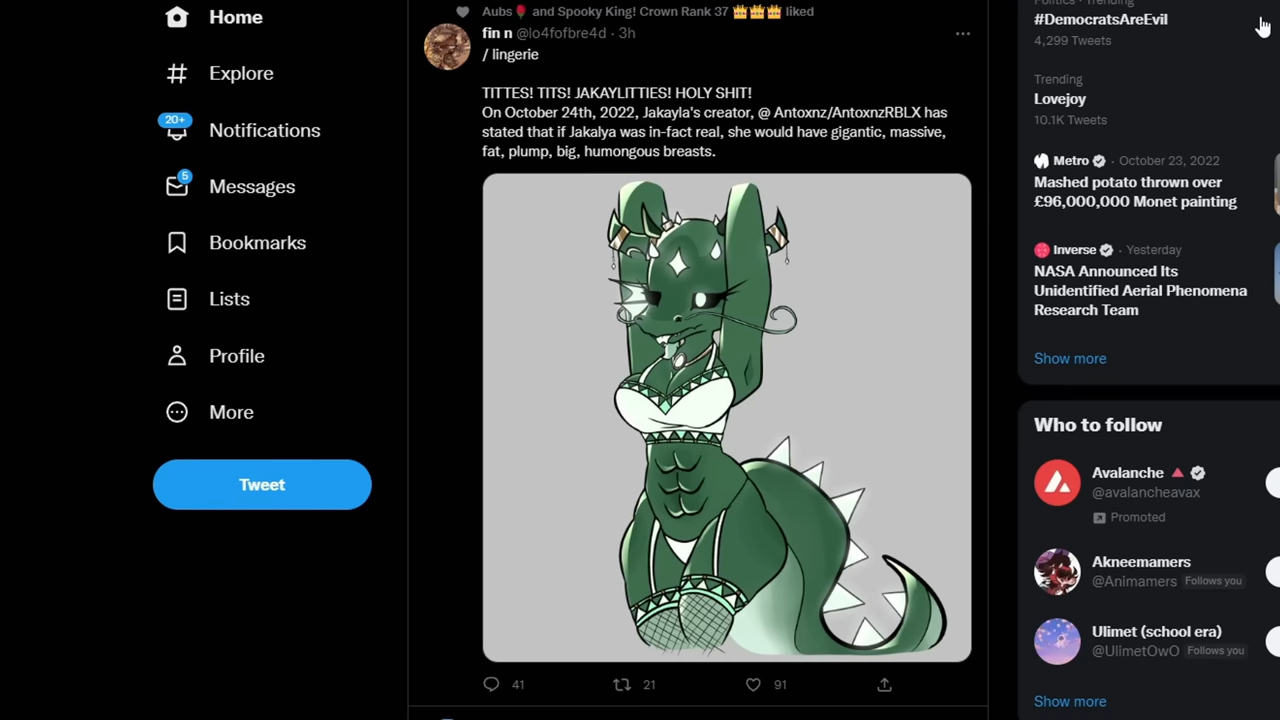 Home
Explore
20+
Notifications
5
Messages
Bookmarks
Lists
Profile
More
Tweet
Aubs🌹 and Spooky King! Crown Rank 37 👑👑👑 liked
fin n @lo4fofbre4d · 3h
/ lingerie
TITTES! TITS! JAKAYLITTIES! HOLY SHIT!
On October 24th, 2022, Jakayla's creator, @ Antoxnz/AntoxnzRBLX has
stated that if Jakalya was in-fact real, she would have gigantic, massive,
fat, plump, big, humongous breasts.
41
21
91
Politics · Trending
#DemocratsAreEvil
4,299 Tweets
Trending
Lovejoy
10.1K Tweets
Metro · October 23, 2022
Mashed potato thrown over
£96,000,000 Monet painting
Inverse · Yesterday
NASA Announced Its
Unidentified Aerial Phenomena
Research Team
Show more
Who to follow
Avalanche 🔺
@avalancheavax
Promoted
Akneemamers
@Animamers Follows you
Ulimet (school era)
@UlimetOwO Follows you
Show more